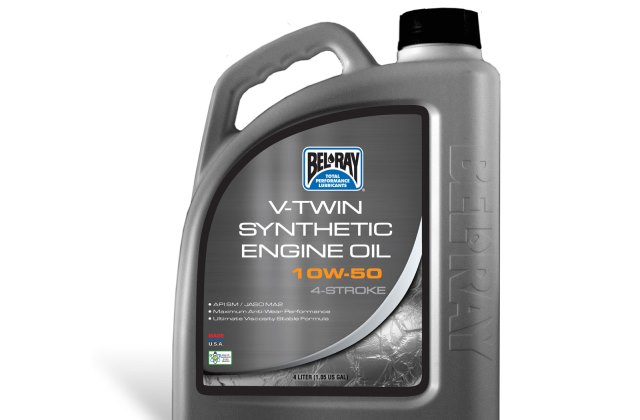 BEL-RAY
TOTAL
PERFORMANCE
LUBRICANTS
V-TWIN
SYNTHETIC
ENGINE OIL
10W-50
4-STROKE
• API SM / JASO MA2
• Maximum Anti-Wear Performance
• Ultimate Viscosity Stable Formula
MADE
U.S.A.
4 LITER (1.05 US GAL)
BEL-RAY